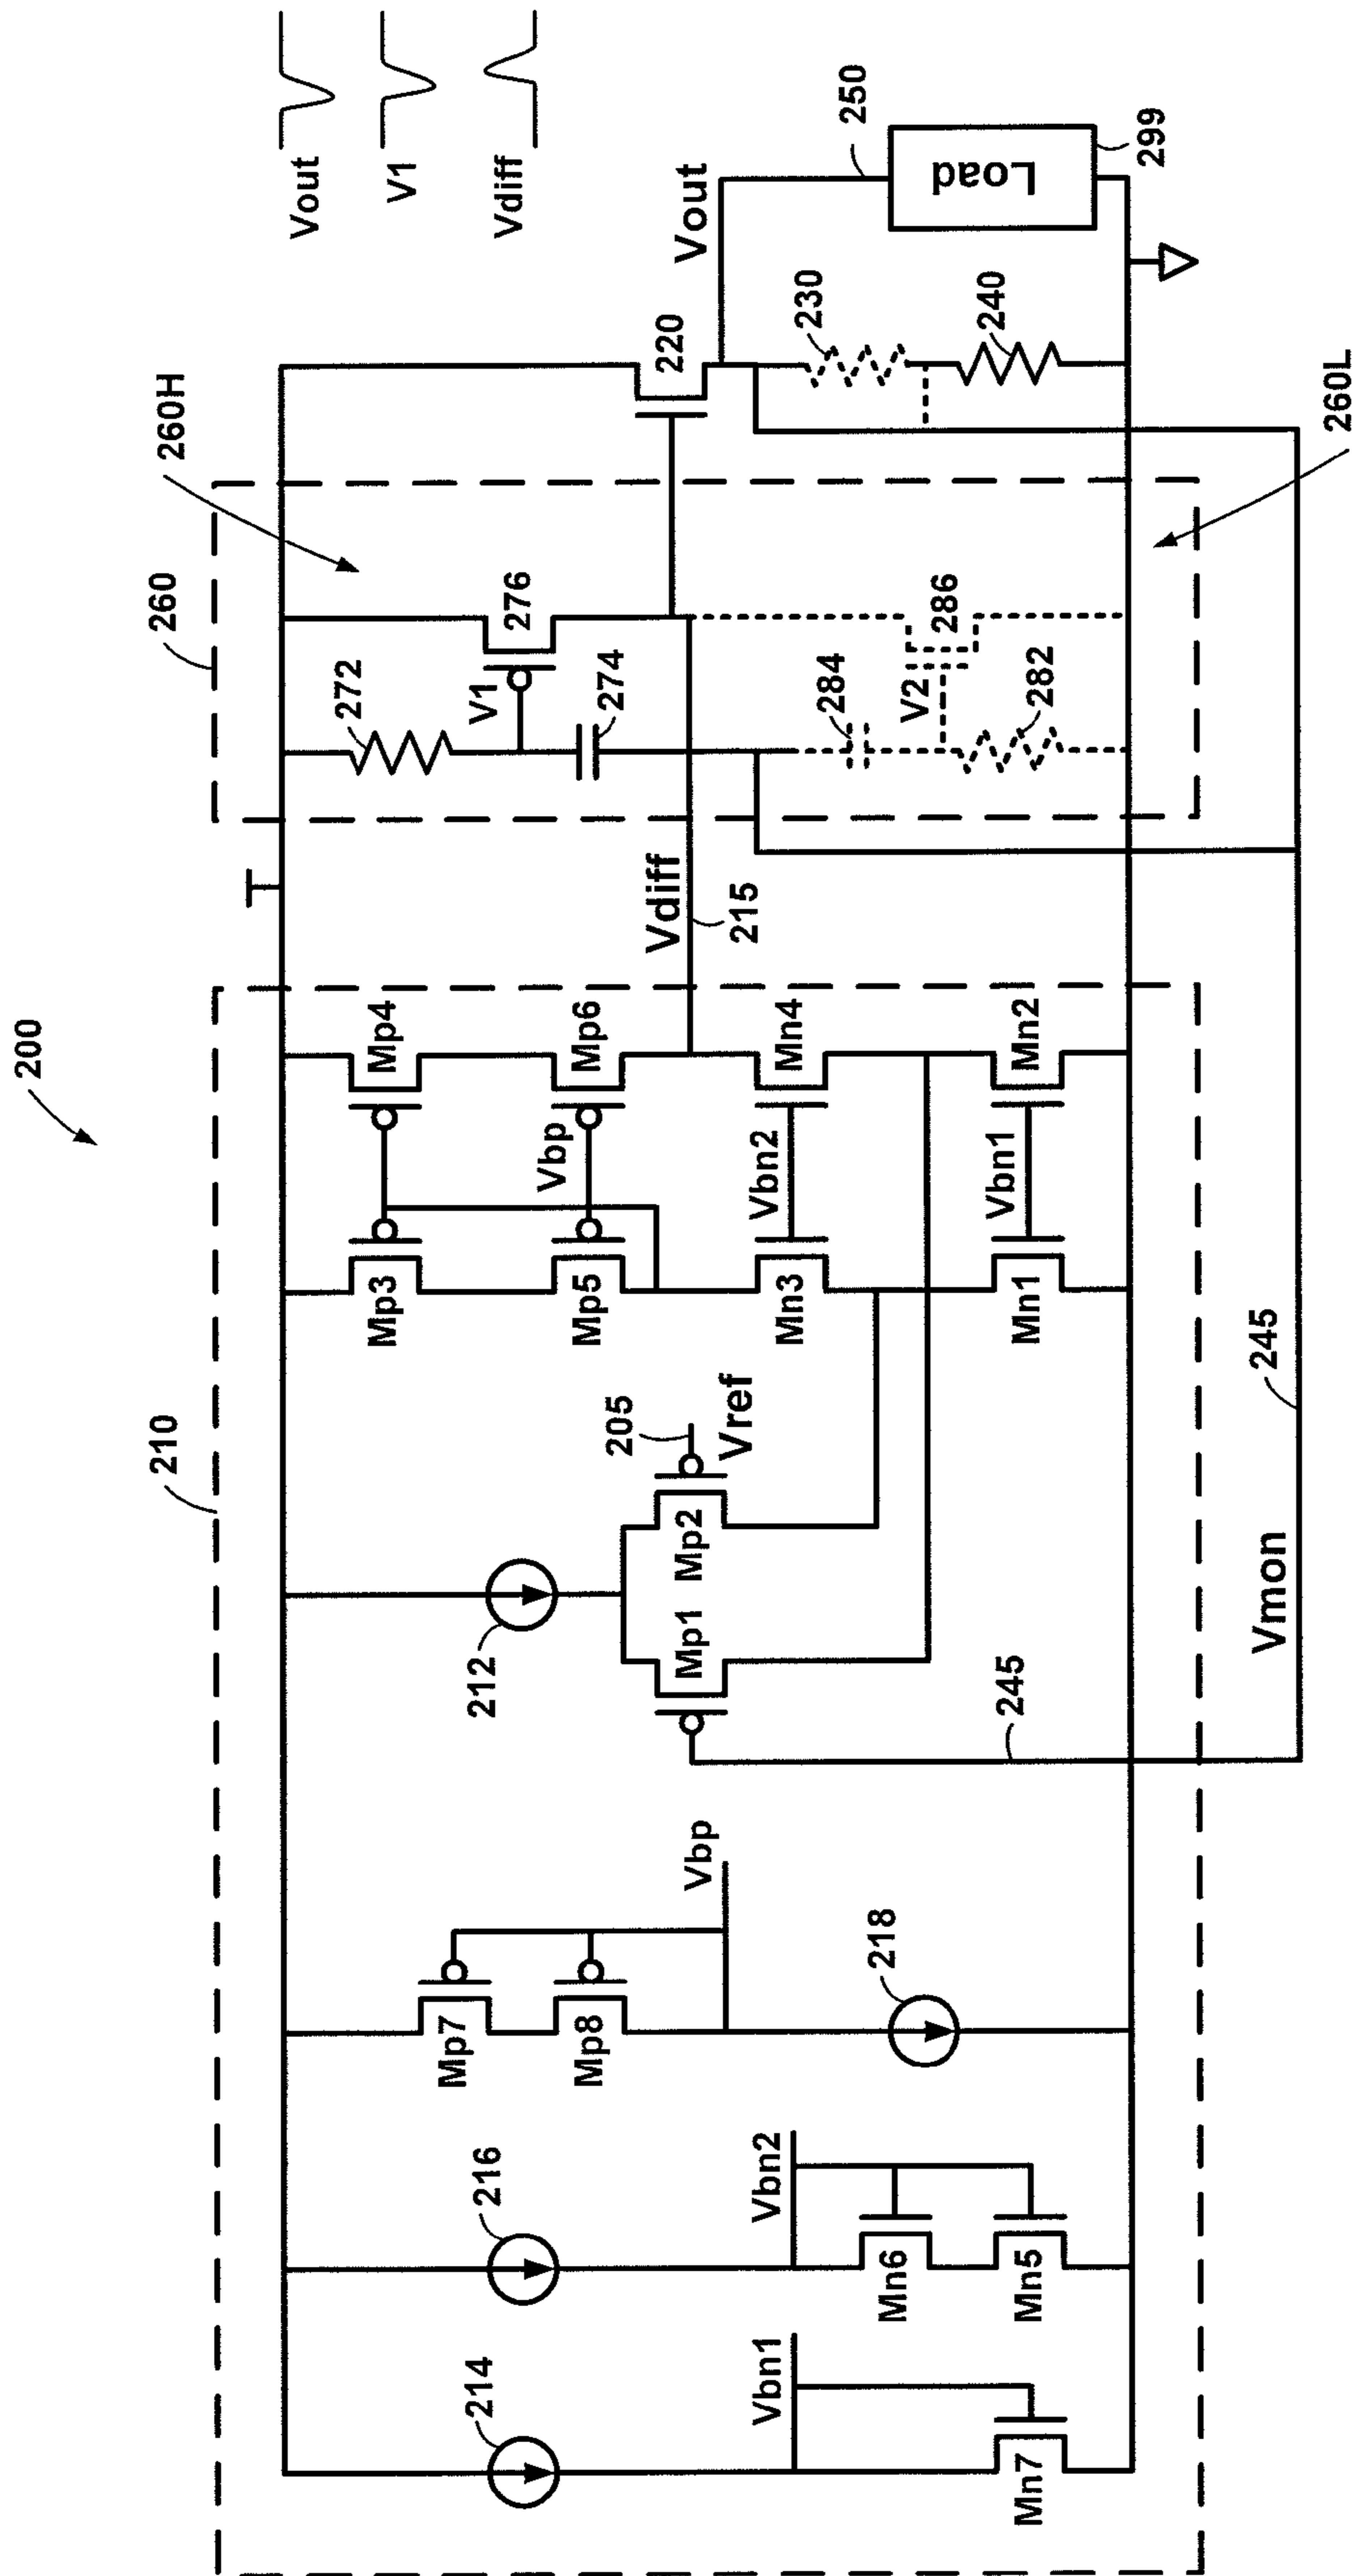 200
210
260
260H
Vout
V1
Vdiff
214
216
212
Mp7
Mp8
Vbp
Mp1
Mp2
205
Vref
Mp3
Mp4
Mp5
Mp6
Vbp
Vdiff
215
272
V1
276
274
220
Vout
250
Load
299
230
240
284
V2
286
282
260L
Vbn1
Mn7
Vbn2
Mn6
Mn5
218
245
Mn3
Vbn2
Mn4
Mn1
Vbn1
Mn2
Vmon
245